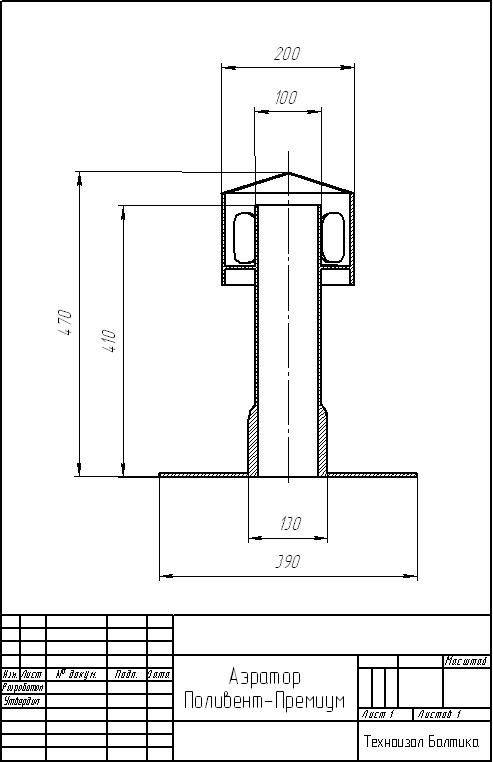 200
100
470
410
130
390
Изм. Лист № докум. Подп. Дата
Разработал
Утвердил
Аэратор
Поливент-Премиум
Масштаб
Лист 1 Листов 1
Техноизол Балтика